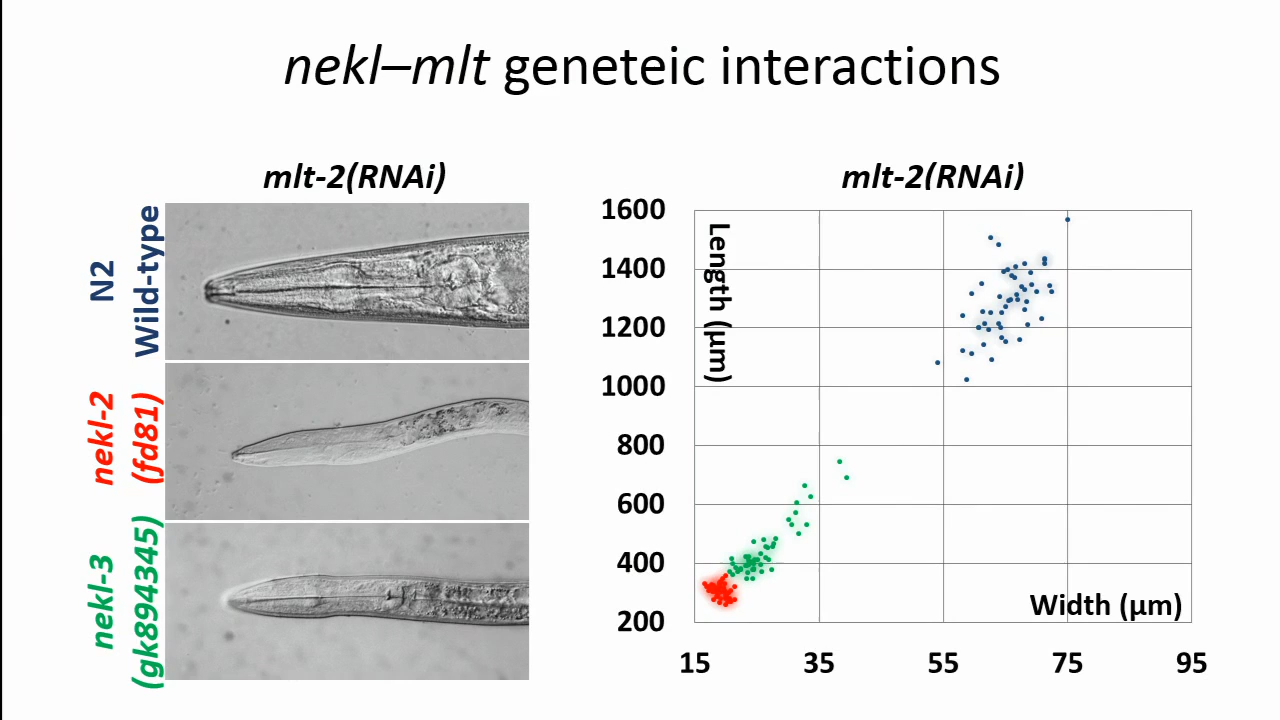 nekl–mlt geneteic interactions
mlt-2(RNAi)
N2
Wild-type
nekl-2
(fd81)
nekl-3
(gk894345)
mlt-2(RNAi)
1600
1400
1200
1000
800
600
400
200
Length (µm)
Width (µm)
15 35 55 75 95